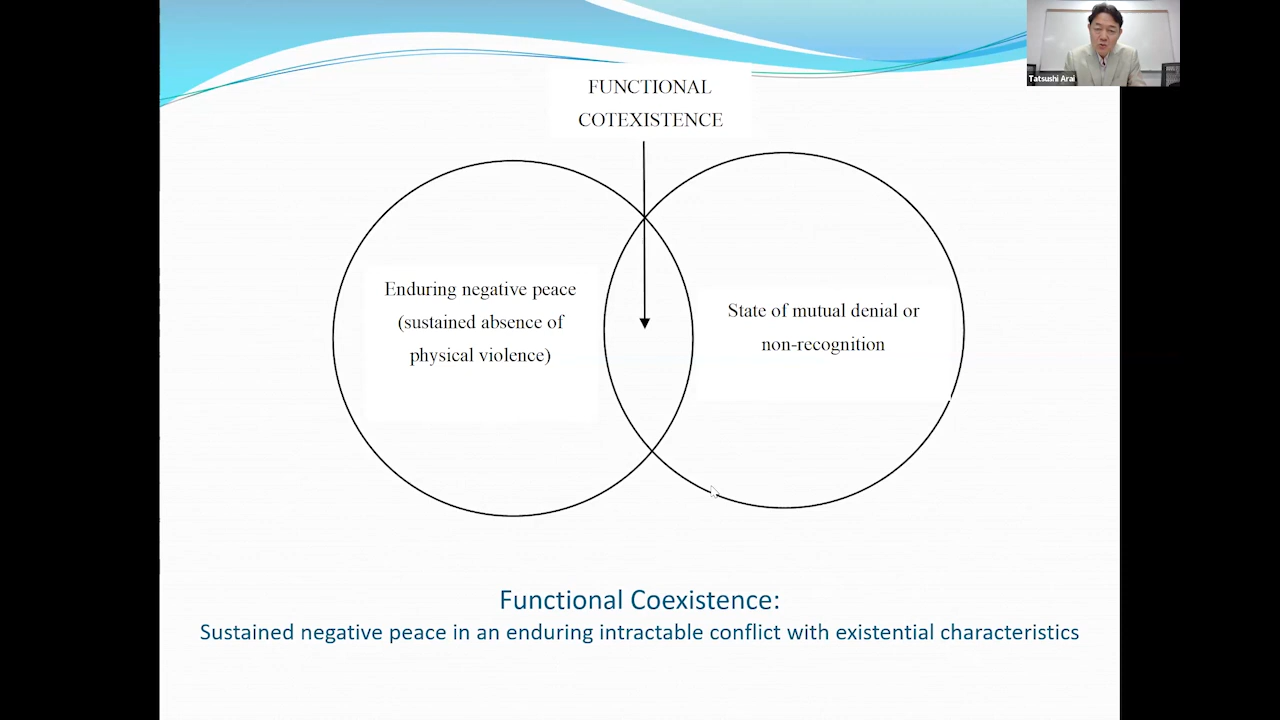 Tatsushi Arai
FUNCTIONAL
COTEXISTENCE
Enduring negative peace
(sustained absence of
physical violence)
State of mutual denial or
non-recognition
Functional Coexistence:
Sustained negative peace in an enduring intractable conflict with existential characteristics